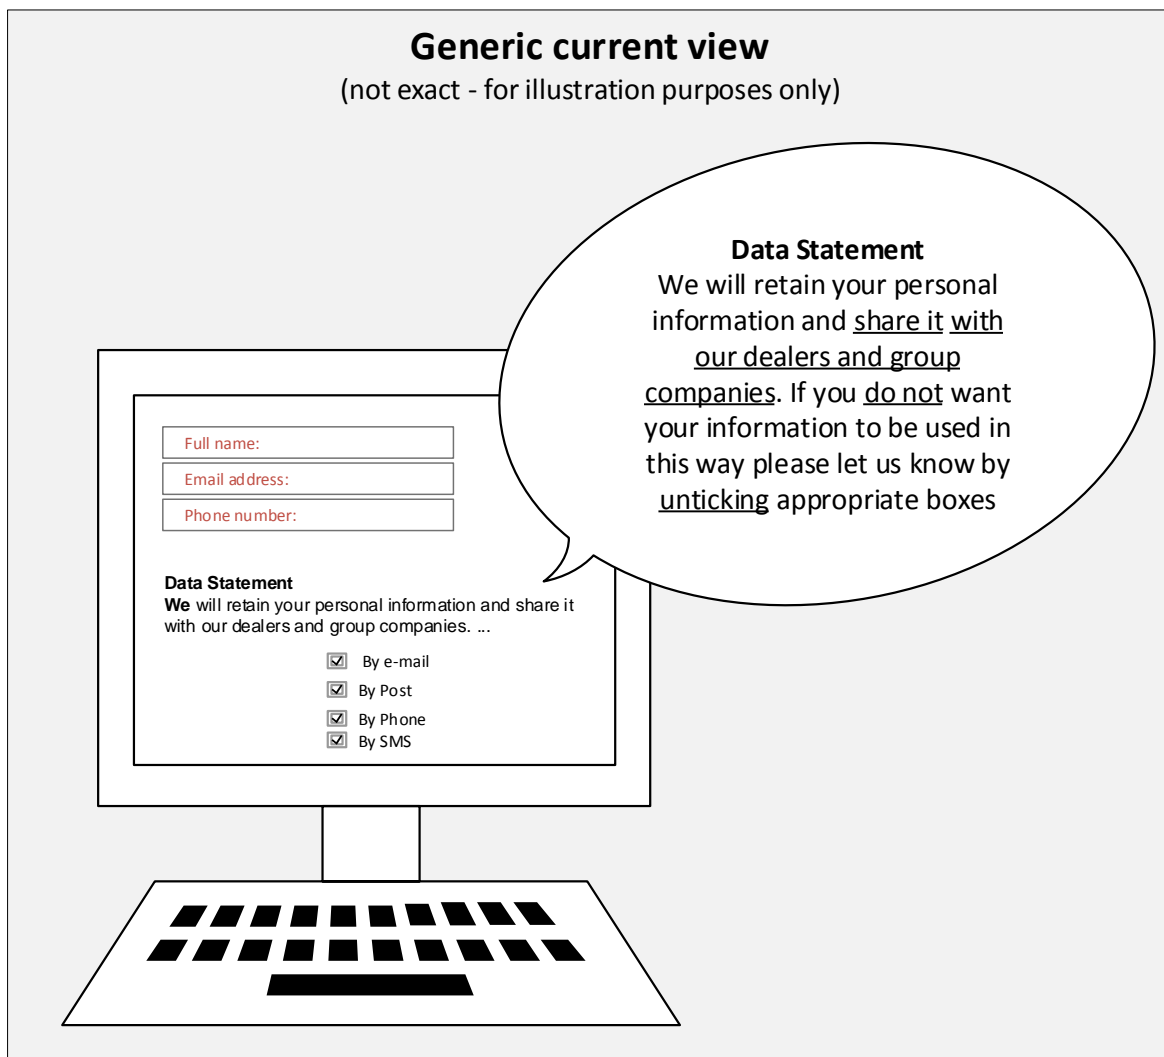 Generic current view
(not exact - for illustration purposes only)
Data Statement
We will retain your personal
information and share it with
our dealers and group
companies. If you do not want
your information to be used in
this way please let us know by
unticking appropriate boxes
Full name:
Email address:
Phone number:
Data Statement
We will retain your personal information and share it
with our dealers and group companies. ...
By e-mail
By Post
By Phone
By SMS